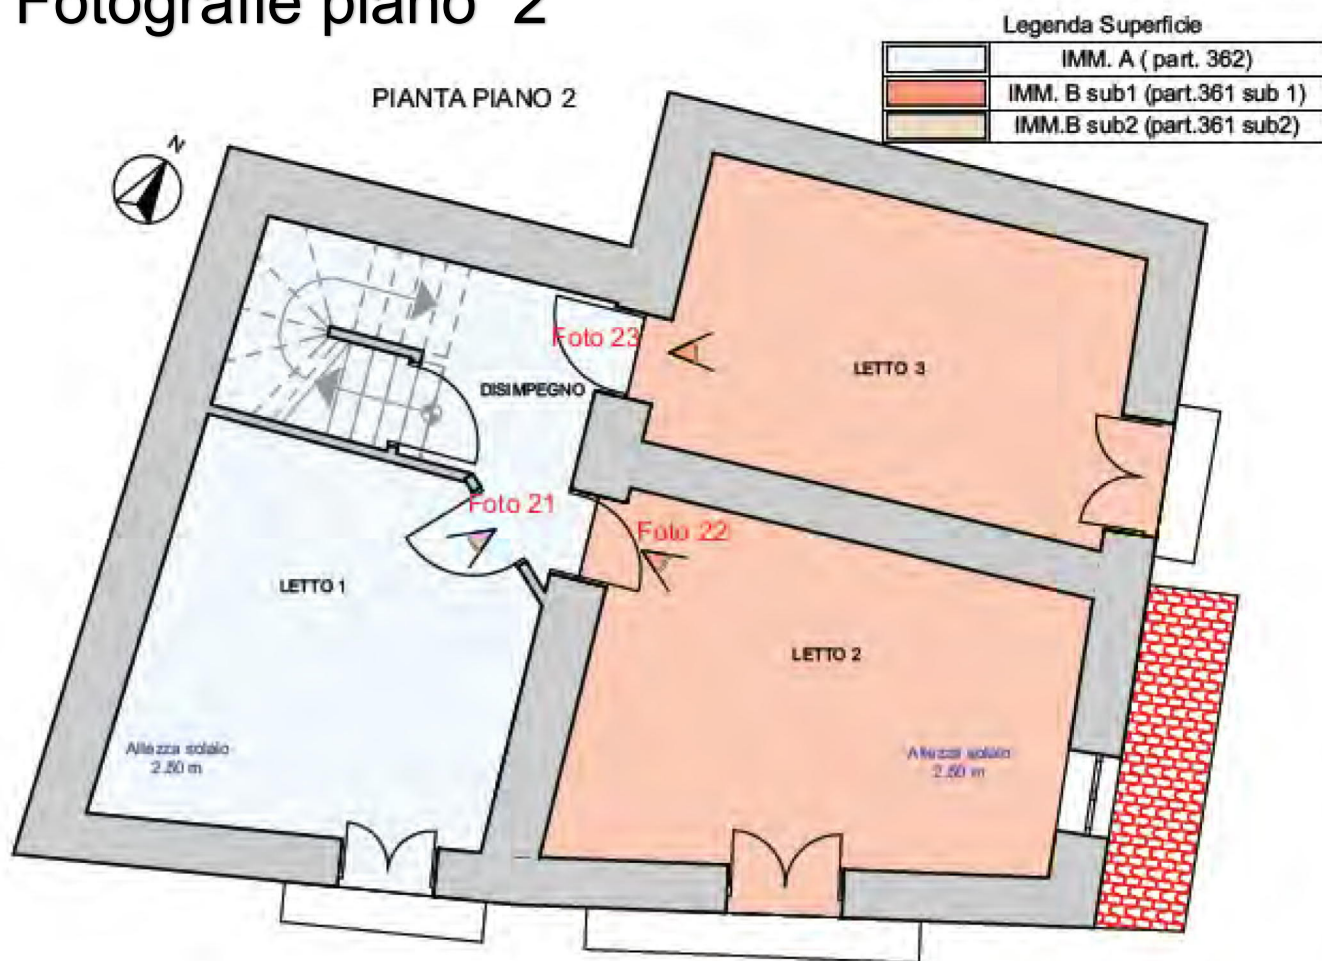 Fotografie piano 2
Legenda Superficie
IMM. A ( part. 362)
IMM. B sub1 (part.361 sub 1)
IMM.B sub2 (part.361 sub2)
PIANTA PIANO 2
N
Foto 23
LETTO 3
DISIMPEGNO
Foto 21
Foto 22
LETTO 1
LETTO 2
Altezza solaio
2.50 m
Altezza solaio
2.50 m